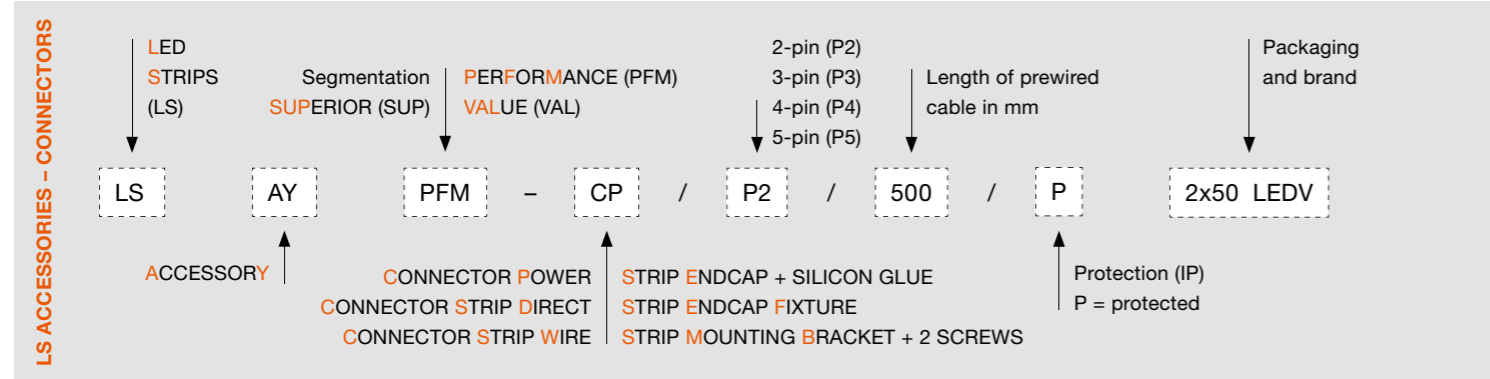 LS ACCESSORIES – CONNECTORS
LED
STRIPS
(LS)
Segmentation
SUPERIOR (SUP)
PERFORMANCE (PFM)
VALUE (VAL)
2-pin (P2)
3-pin (P3)
4-pin (P4)
5-pin (P5)
Length of prewired
cable in mm
Packaging
and brand
LS AY PFM – CP / P2 / 500 / P 2x50 LEDV
ACCESSORY
CONNECTOR POWER
CONNECTOR STRIP DIRECT
CONNECTOR STRIP WIRE
STRIP ENDCAP + SILICON GLUE
STRIP ENDCAP FIXTURE
STRIP MOUNTING BRACKET + 2 SCREWS
Protection (IP)
P = protected